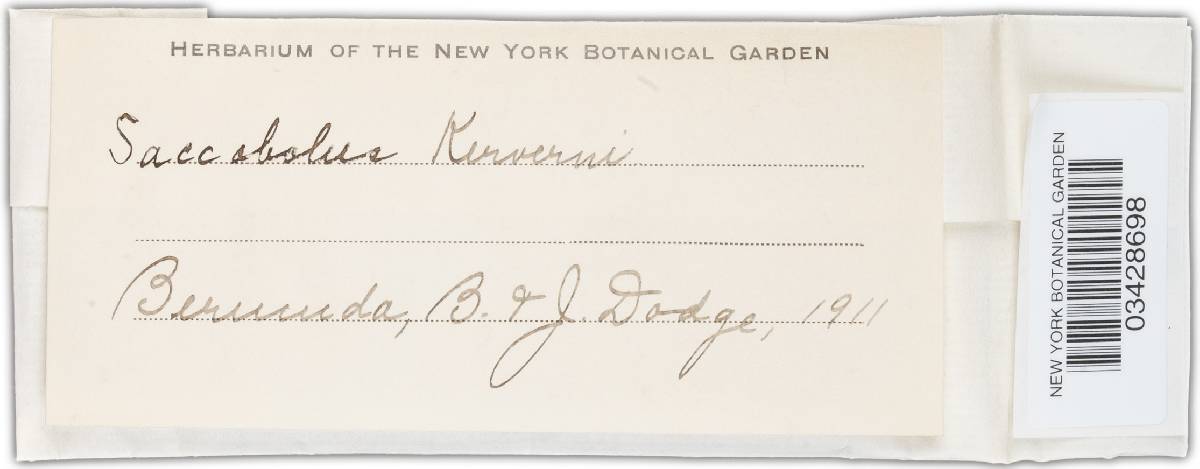 HERBARIUM OF THE NEW YORK BOTANICAL GARDEN
Saccobolus Kerverni
Bermuda, B. & J. Dodge, 1911
NEW YORK BOTANICAL GARDEN
03428698